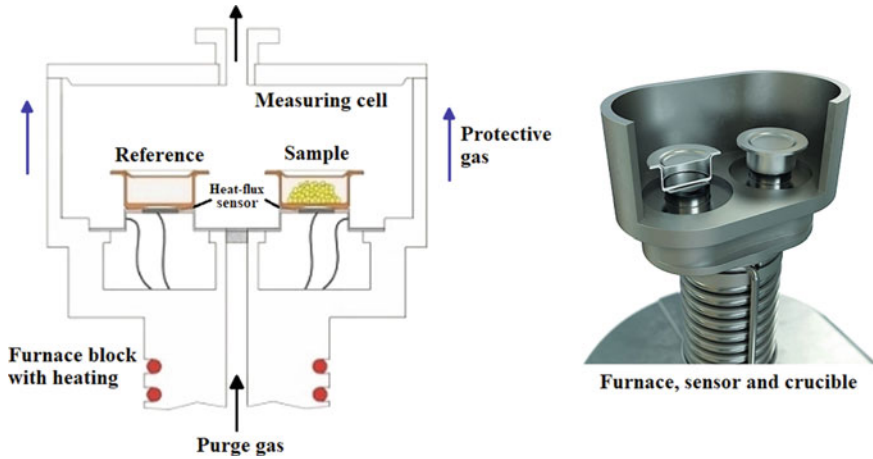 Measuring cell
Protective
gas
Reference
Sample
Heat-flux
sensor
Furnace block
with heating
Purge gas
Furnace, sensor and crucible